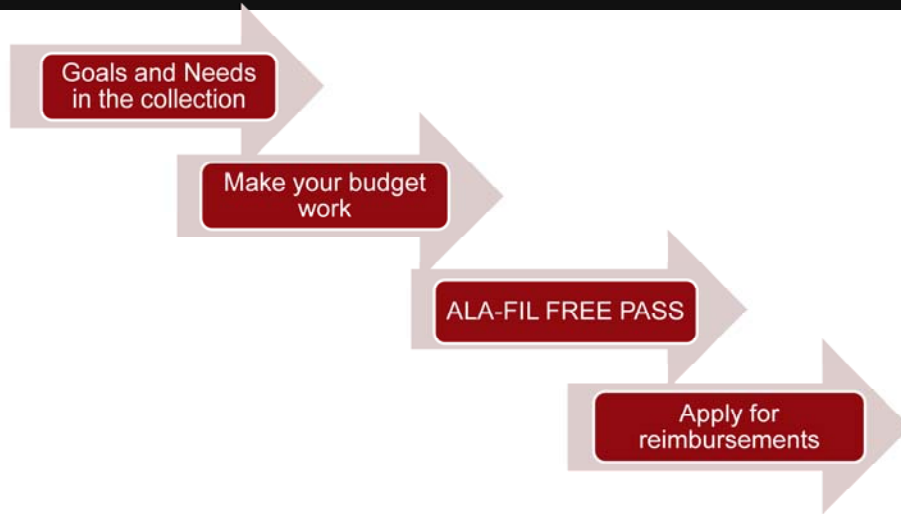 Goals and Needs
in the collection
Make your budget
work
ALA-FIL FREE PASS
Apply for
reimbursements